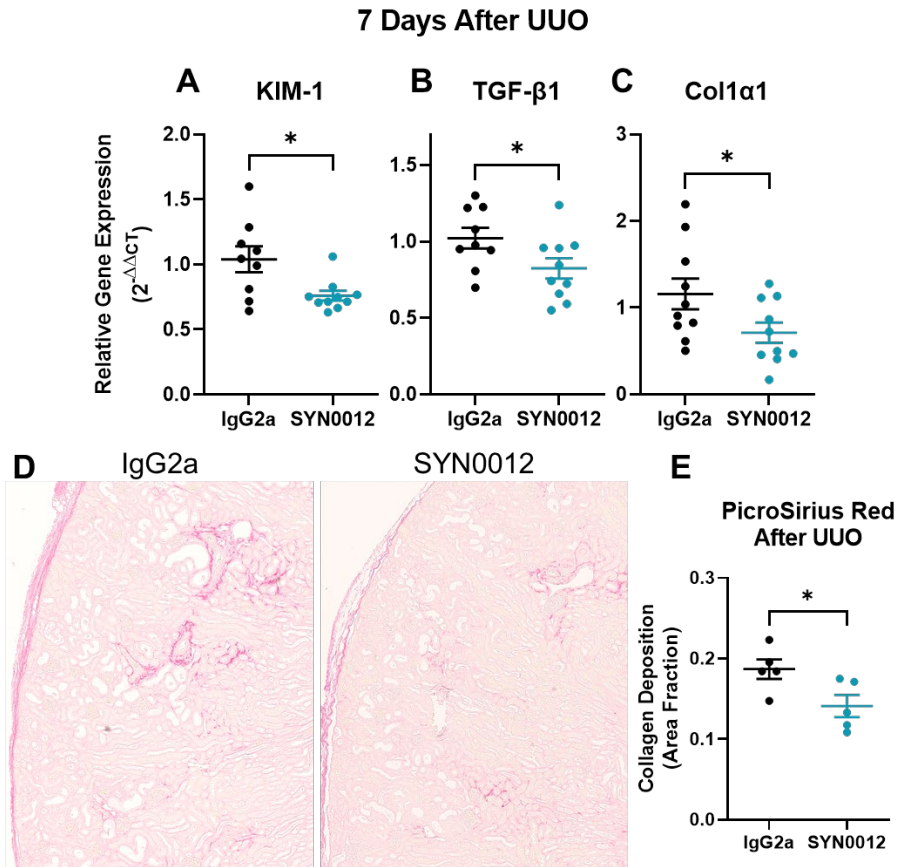 7 Days After UUO
A
KIM-1
B
TGF-β1
C
Col1α1
Relative Gene Expression
(2^-ΔΔCT)
2.0
1.5
1.0
0.5
0.0
*
IgG2a
SYN0012
1.5
1.0
0.5
0.0
*
IgG2a
SYN0012
3
2
1
0
*
IgG2a
SYN0012
D
IgG2a
SYN0012
E
PicroSirius Red
After UUO
Collagen Deposition
(Area Fraction)
0.3
0.2
0.1
0.0
*
IgG2a
SYN0012